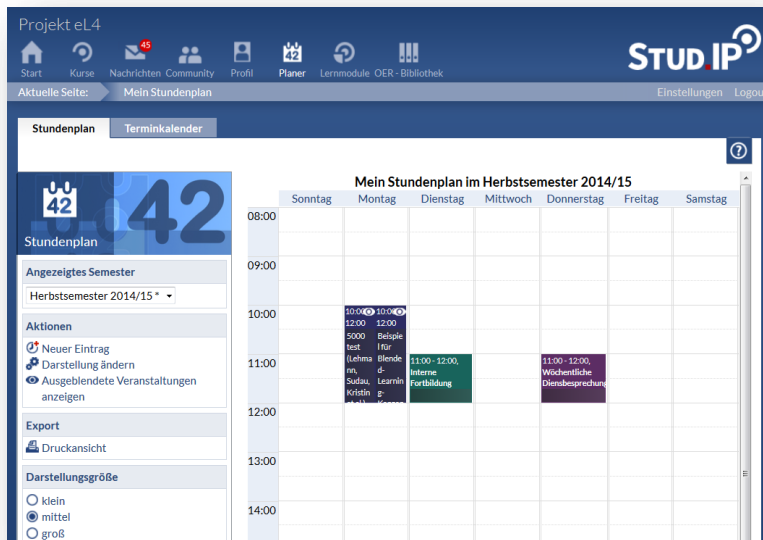 Projekt eL4
45
42
Start Kurse Nachrichten Community Profil Planer Lernmodule OER - Bibliothek
STUD.IP
Aktuelle Seite: Mein Stundenplan Einstellungen Logou
Stundenplan Terminkalender
?
42
42
Stundenplan
Angezeigtes Semester
Herbstsemester 2014/15 *
Aktionen
Neuer Eintrag
Darstellung ändern
Ausgeblendete Veranstaltungen
anzeigen
Export
Druckansicht
Darstellungsgröße
klein
mittel
groß
Mein Stundenplan im Herbstsemester 2014/15
Sonntag Montag Dienstag Mittwoch Donnerstag Freitag Samstag
08:00
09:00
10:00
11:00
12:00
13:00
14:00
12:00
5000
test
(Lehma
nn,
Sudau,
Kristin
12:00
Beispie
l für
Blende
d-
Learnin
g-
11:00 - 12:00,
Interne
Fortbildung
11:00 - 12:00,
Wöchentliche
Dienstbesprechung